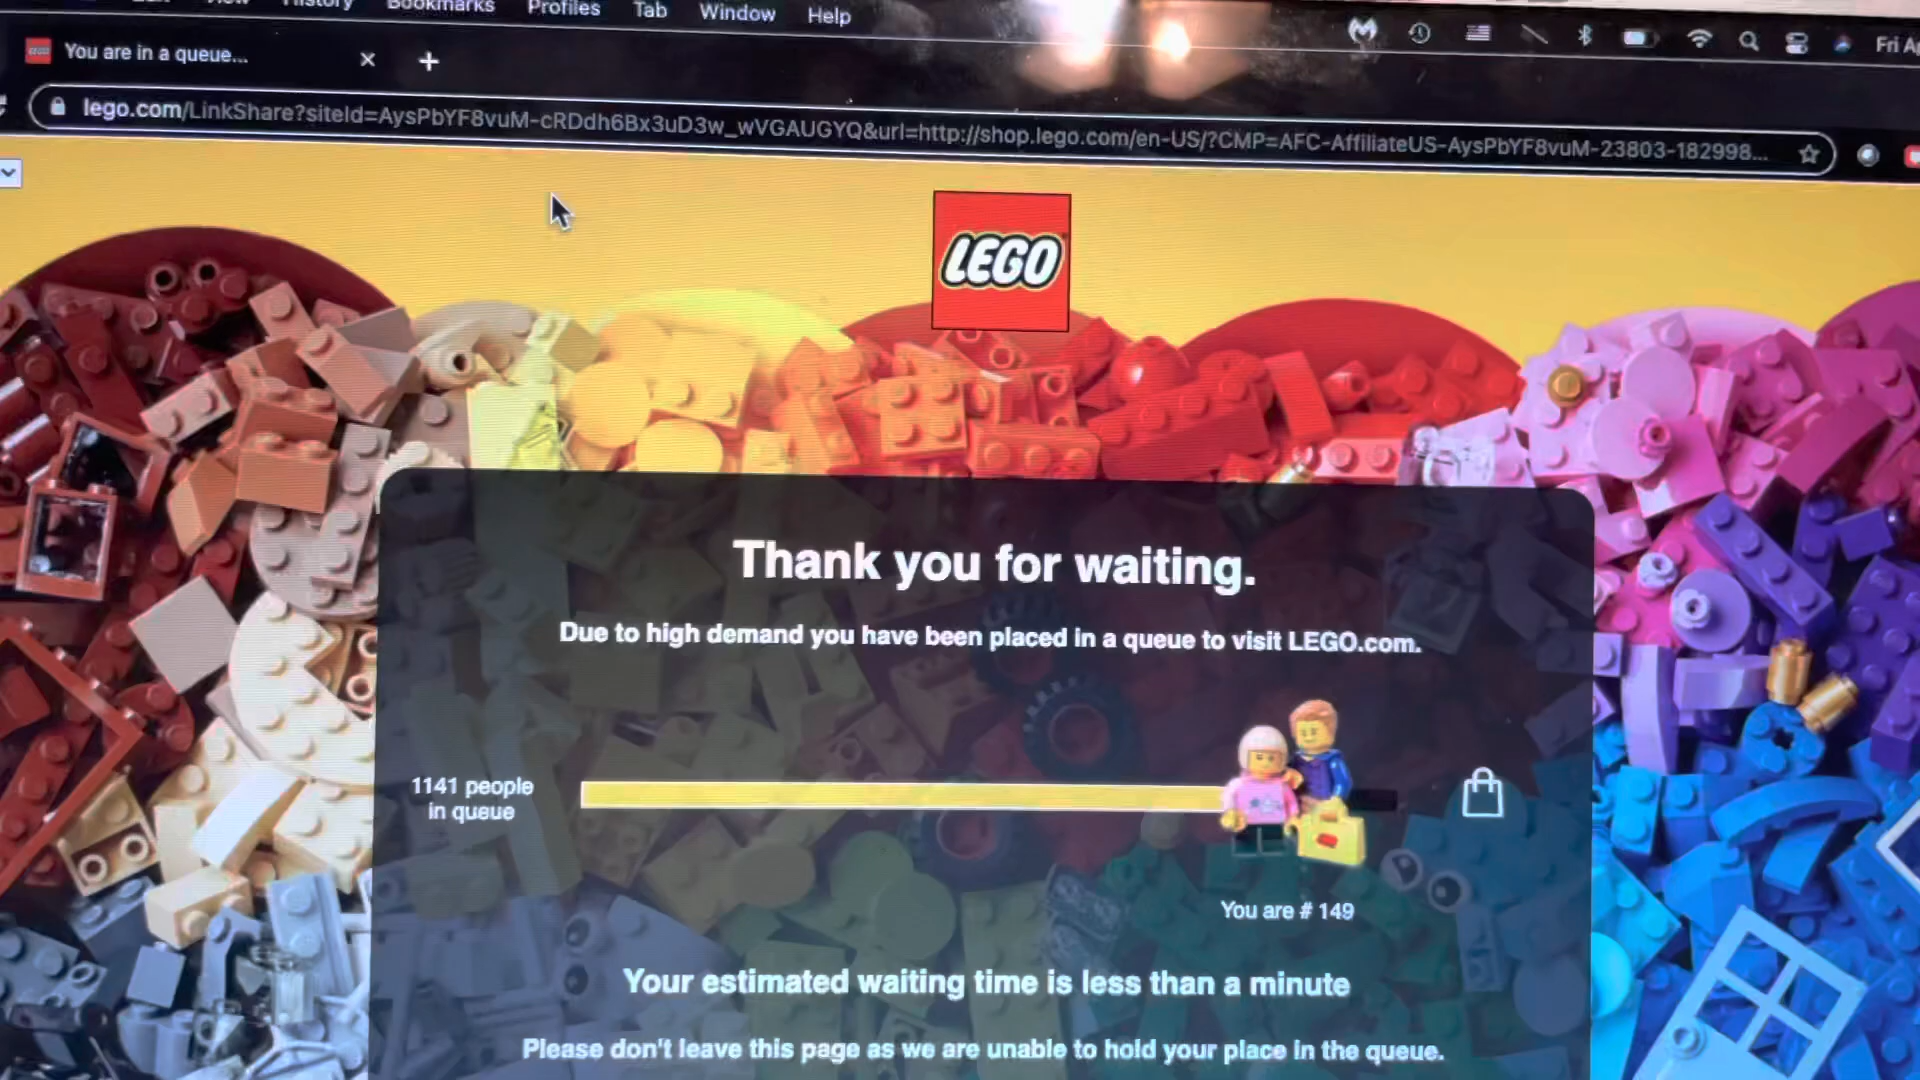 Bookmarks Profiles Tab Window Help
Fri
You are in a queue...
lego.com/LinkShare?siteId=AysPbYF8vuM-cRDdh6Bx3uD3w_wVGAUGYQ&url=http://shop.lego.com/en-US/?CMP=AFC-AffiliateUS-AysPbYF8vuM-23803-182998...
LEGO
Thank you for waiting.
Due to high demand you have been placed in a queue to visit LEGO.com.
1141 people
in queue
You are # 149
Your estimated waiting time is less than a minute
Please don't leave this page as we are unable to hold your place in the queue.